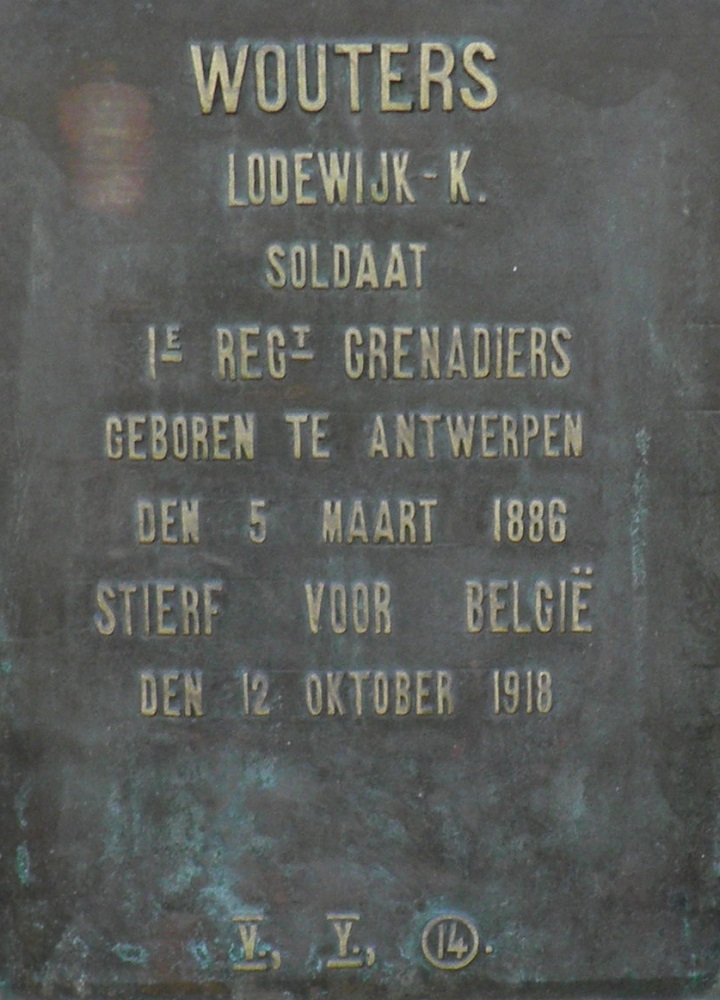 WOUTERS
LODEWIJK-K.
SOLDAAT
1E REGT GRENADIERS
GEBOREN TE ANTWERPEN
DEN 5 MAART 1886
STIERF VOOR BELGIË
DEN 12 OKTOBER 1918
V., Y., 14.